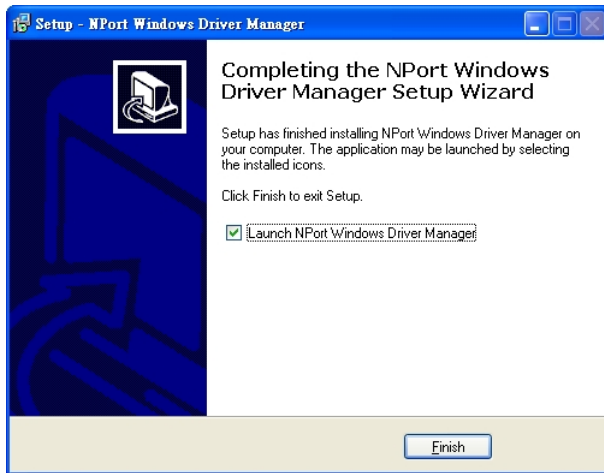 Setup - NPort Windows Driver Manager
Completing the NPort Windows
Driver Manager Setup Wizard
Setup has finished installing NPort Windows Driver Manager on
your computer. The application may be launched by selecting
the installed icons.
Click Finish to exit Setup.
Launch NPort Windows Driver Manager
Finish